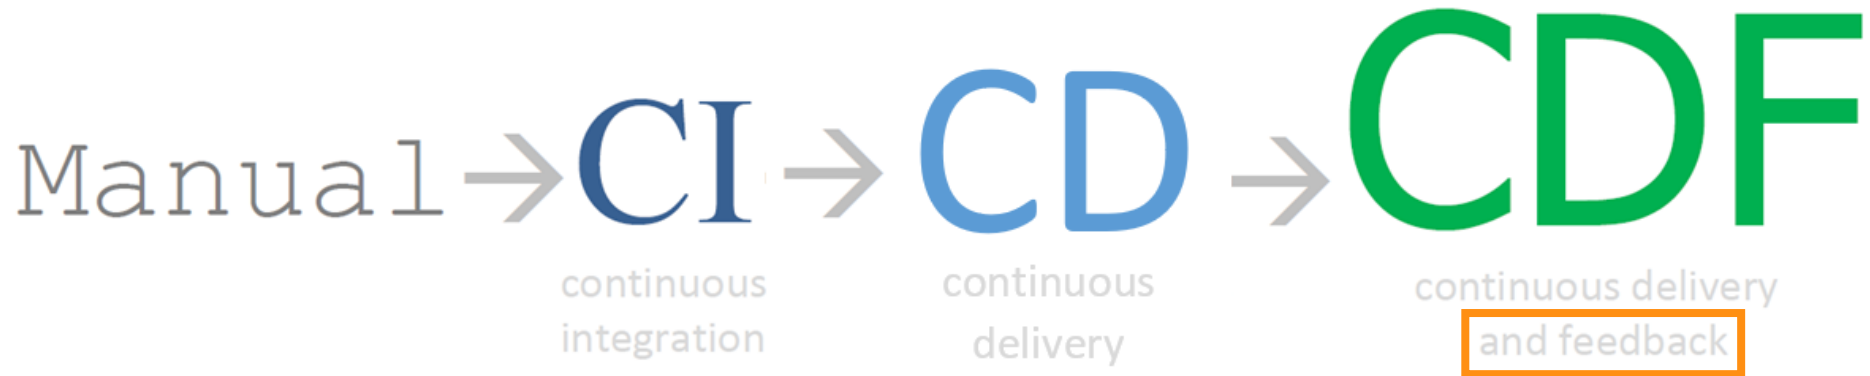 Manual → CI → CD → CDF
continuous
integration
continuous
delivery
continuous delivery
and feedback